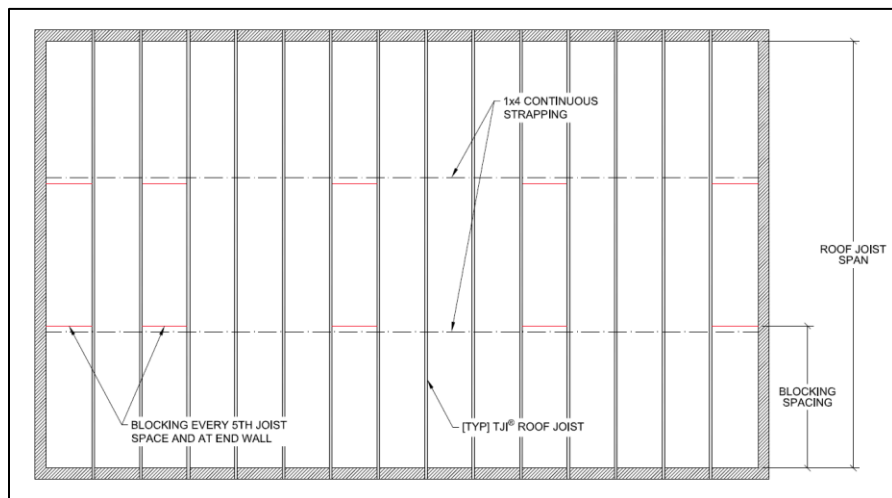 1x4 CONTINUOUS
STRAPPING
ROOF JOIST
SPAN
BLOCKING
SPACING
BLOCKING EVERY 5TH JOIST
SPACE AND AT END WALL
[TYP] TJI® ROOF JOIST